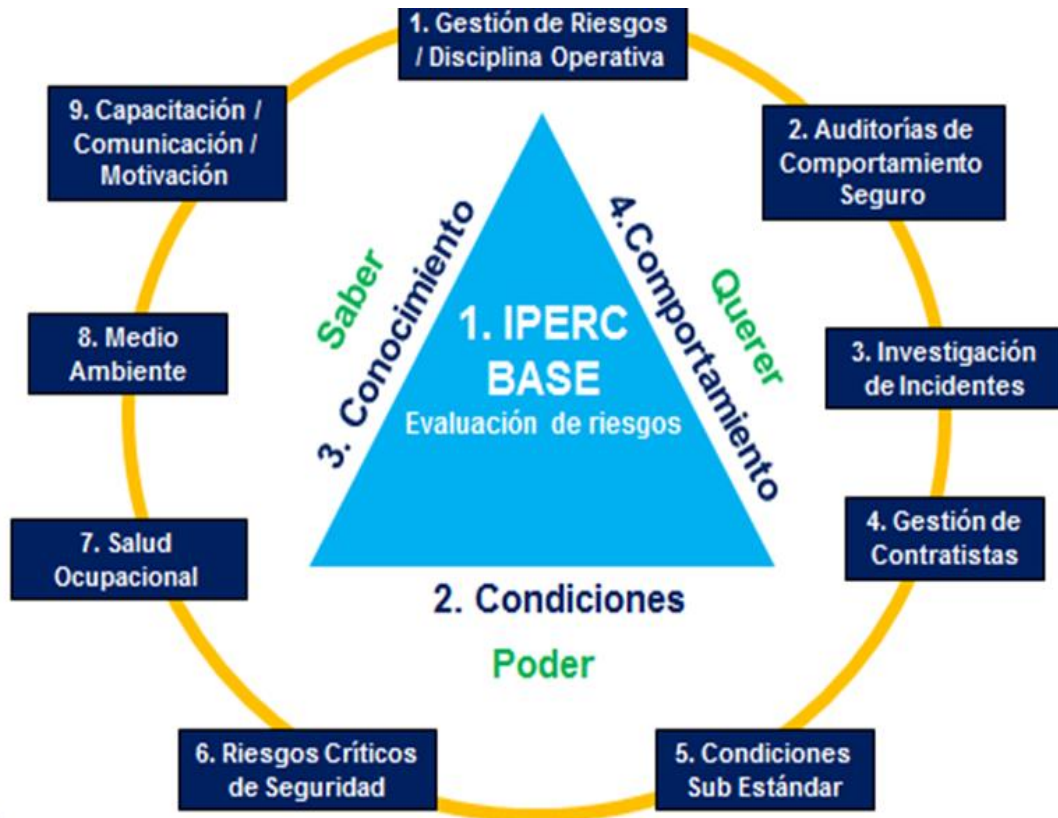 1. Gestión de Riesgos
/ Disciplina Operativa
9. Capacitación /
Comunicación /
Motivación
2. Auditorías de
Comportamiento
Seguro
Saber
3. Conocimiento
4.Comportamiento
Querer
1. IPERC
BASE
Evaluación de riesgos
8. Medio
Ambiente
3. Investigación
de Incidentes
7. Salud
Ocupacional
4. Gestión de
Contratistas
2. Condiciones
Poder
6. Riesgos Críticos
de Seguridad
5. Condiciones
Sub Estándar